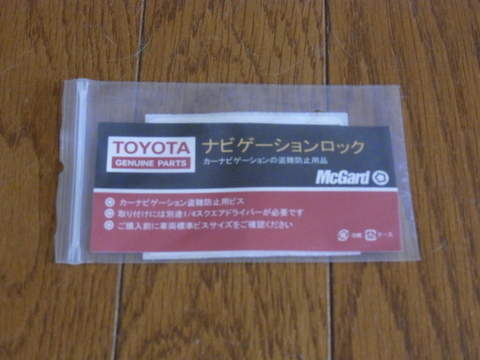 TOYOTA
GENUINE PARTS
ナビゲーションロック
カーナビゲーションの盗難防止用品
McGard
カーナビゲーション盗難防止用ビス
取り付けには別途1/4スクエアドライバーが必要です
ご購入前に車両標準ビスサイズをご確認ください
ケース